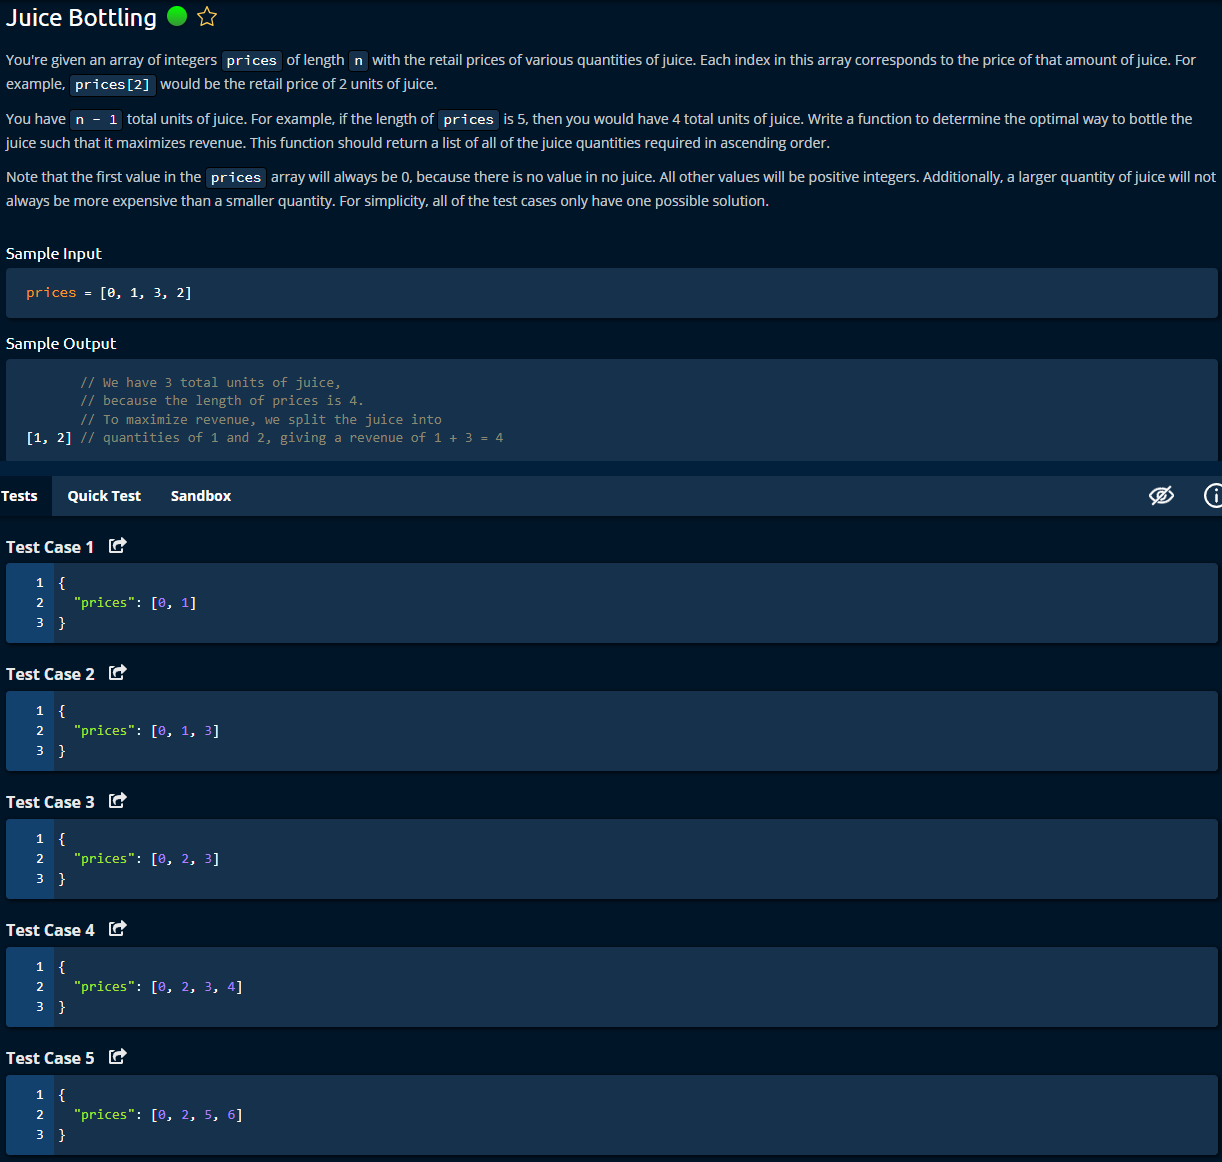 Juice Bottling
You're given an array of integers prices of length n with the retail prices of various quantities of juice. Each index in this array corresponds to the price of that amount of juice. For
example, prices[2] would be the retail price of 2 units of juice.
You have n - 1 total units of juice. For example, if the length of prices is 5, then you would have 4 total units of juice. Write a function to determine the optimal way to bottle the
juice such that it maximizes revenue. This function should return a list of all of the juice quantities required in ascending order.
Note that the first value in the prices array will always be 0, because there is no value in no juice. All other values will be positive integers. Additionally, a larger quantity of juice will not
always be more expensive than a smaller quantity. For simplicity, all of the test cases only have one possible solution.
Sample Input
prices = [0, 1, 3, 2]
Sample Output
// We have 3 total units of juice,
// because the length of prices is 4.
// To maximize revenue, we split the juice into
[1, 2] // quantities of 1 and 2, giving a revenue of 1 + 3 = 4
Tests Quick Test Sandbox
Test Case 1
1 {
2 "prices": [0, 1]
3 }
Test Case 2
1 {
2 "prices": [0, 1, 3]
3 }
Test Case 3
1 {
2 "prices": [0, 2, 3]
3 }
Test Case 4
1 {
2 "prices": [0, 2, 3, 4]
3 }
Test Case 5
1 {
2 "prices": [0, 2, 5, 6]
3 }